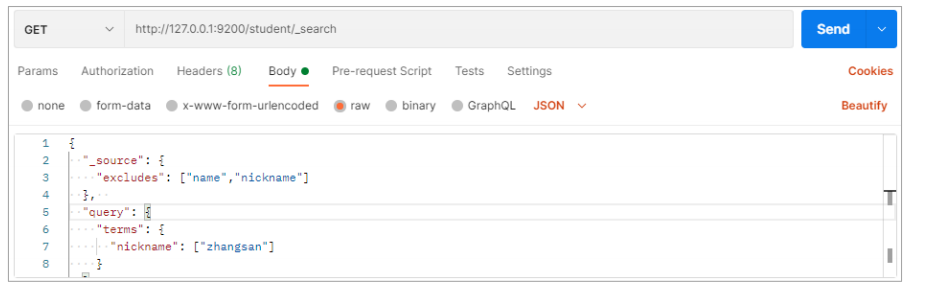 GET http://127.0.0.1:9200/student/_search Send
Params Authorization Headers (8) Body Pre-request Script Tests Settings Cookies
none form-data x-www-form-urlencoded raw binary GraphQL JSON Beautify
1 {
2 "_source": {
3 "excludes": ["name","nickname"]
4 },
5 "query": {
6 "terms": {
7 "nickname": ["zhangsan"]
8 }